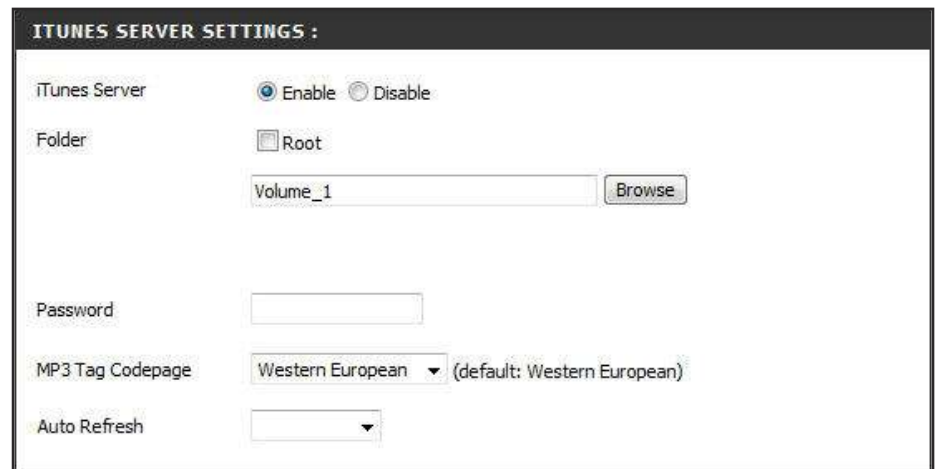 ITUNES SERVER SETTINGS :
iTunes Server Enable Disable
Folder Root
Volume_1 Browse
Password
MP3 Tag Codepage Western European (default: Western European)
Auto Refresh